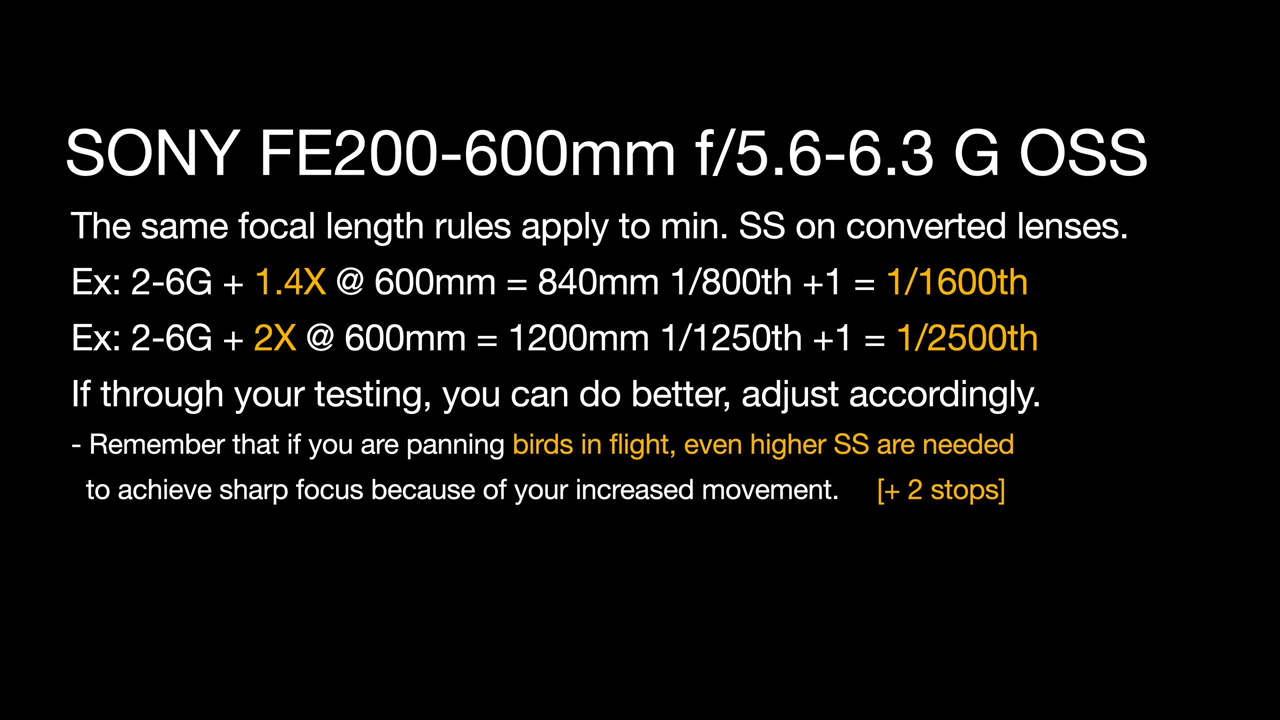 SONY FE200-600mm f/5.6-6.3 G OSS
The same focal length rules apply to min. SS on converted lenses.
Ex: 2-6G + 1.4X @ 600mm = 840mm 1/800th +1 = 1/1600th
Ex: 2-6G + 2X @ 600mm = 1200mm 1/1250th +1 = 1/2500th
If through your testing, you can do better, adjust accordingly.
- Remember that if you are panning birds in flight, even higher SS are needed
to achieve sharp focus because of your increased movement. [+ 2 stops]